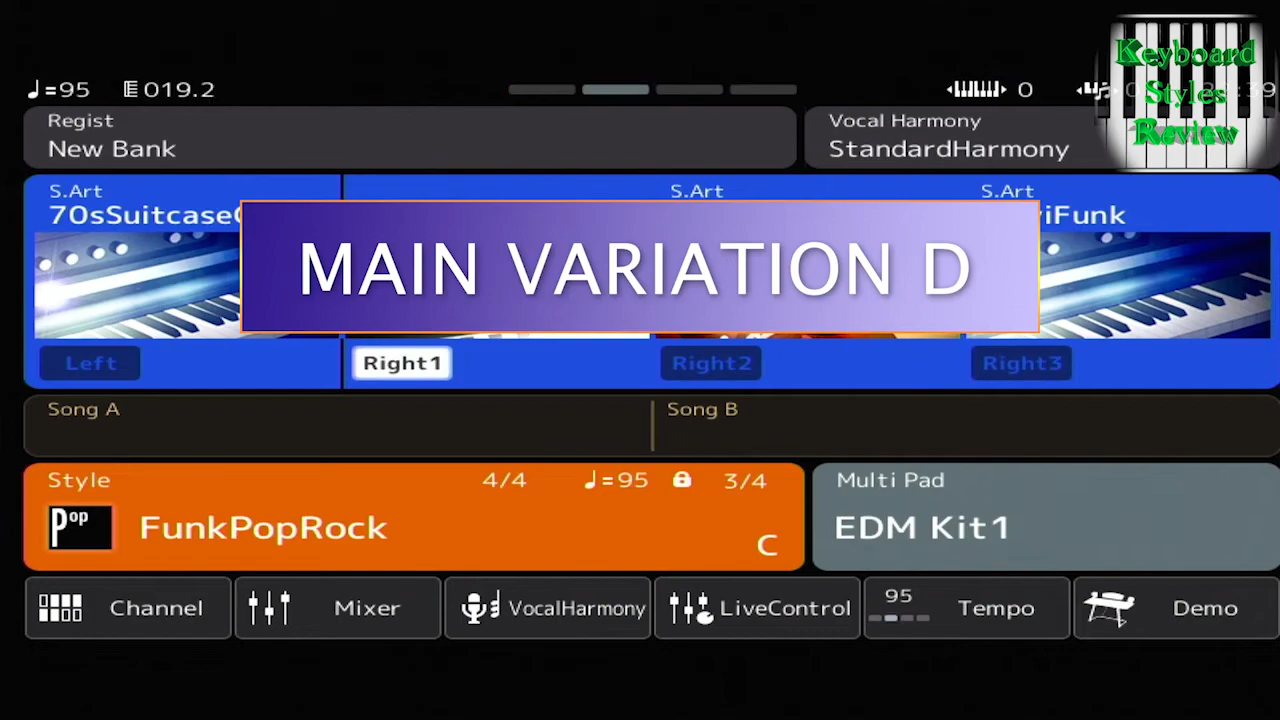 ♩=95 019.2
0
Keyboard
Styles
Review
Regist
New Bank
Vocal Harmony
StandardHarmony
S.Art
S.Art
S.Art
MAIN VARIATION D
Left
Right1
Right2
Right3
Song A
Song B
Style 4/4 ♩=95 3/4
Pop
FunkPopRock
C
Multi Pad
EDM Kit1
Channel
Mixer
VocalHarmony
LiveControl
95
Tempo
Demo